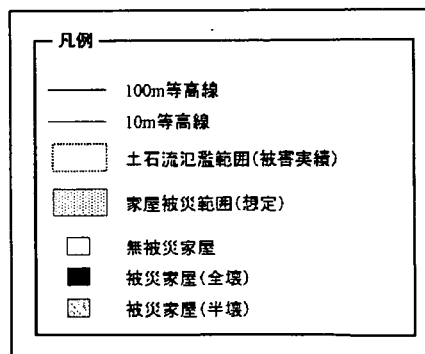 凡例
100m等高線
10m等高線
土石流氾濫範囲(被害実績)
家屋被災範囲(想定)
無被災家屋
被災家屋(全壊)
被災家屋(半壊)